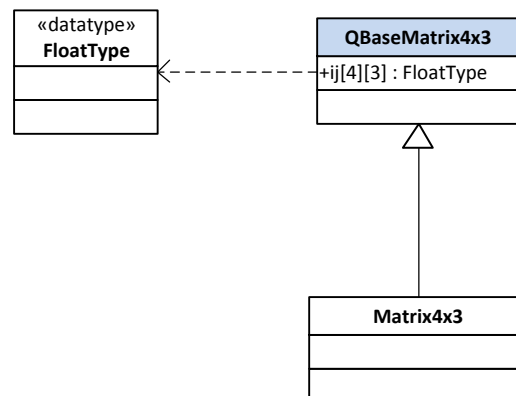 «datatype»
FloatType
QBaseMatrix4x3
+ij[4][3] : FloatType
Matrix4x3